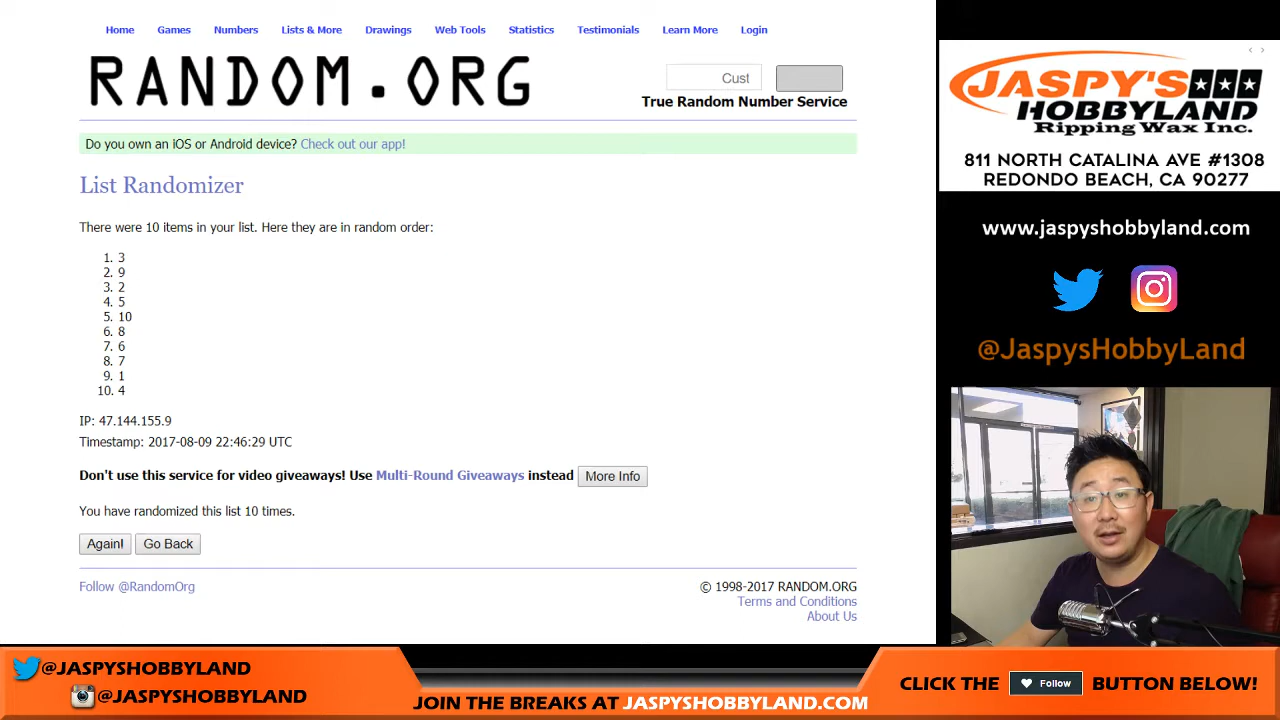 Home Games Numbers Lists & More Drawings Web Tools Statistics Testimonials Learn More Login
RANDOM.ORG
Cust
True Random Number Service
Do you own an iOS or Android device? Check out our app!
List Randomizer
There were 10 items in your list. Here they are in random order:
1. 3
2. 9
3. 2
4. 5
5. 10
6. 8
7. 6
8. 7
9. 1
10. 4
IP: 47.144.155.9
Timestamp: 2017-08-09 22:46:29 UTC
Don't use this service for video giveaways! Use Multi-Round Giveaways instead More Info
You have randomized this list 10 times.
Again! Go Back
Follow @RandomOrg
© 1998-2017 RANDOM.ORG
Terms and Conditions
About Us
JASPY'S
HOBBYLAND
Ripping Wax Inc.
811 NORTH CATALINA AVE #1308
REDONDO BEACH, CA 90277
www.jaspyshobbyland.com
@JaspysHobbyLand
@JASPYSHOBBYLAND
@JASPYSHOBBYLAND
JOIN THE BREAKS AT JASPYSHOBBYLAND.COM
CLICK THE Follow BUTTON BELOW!